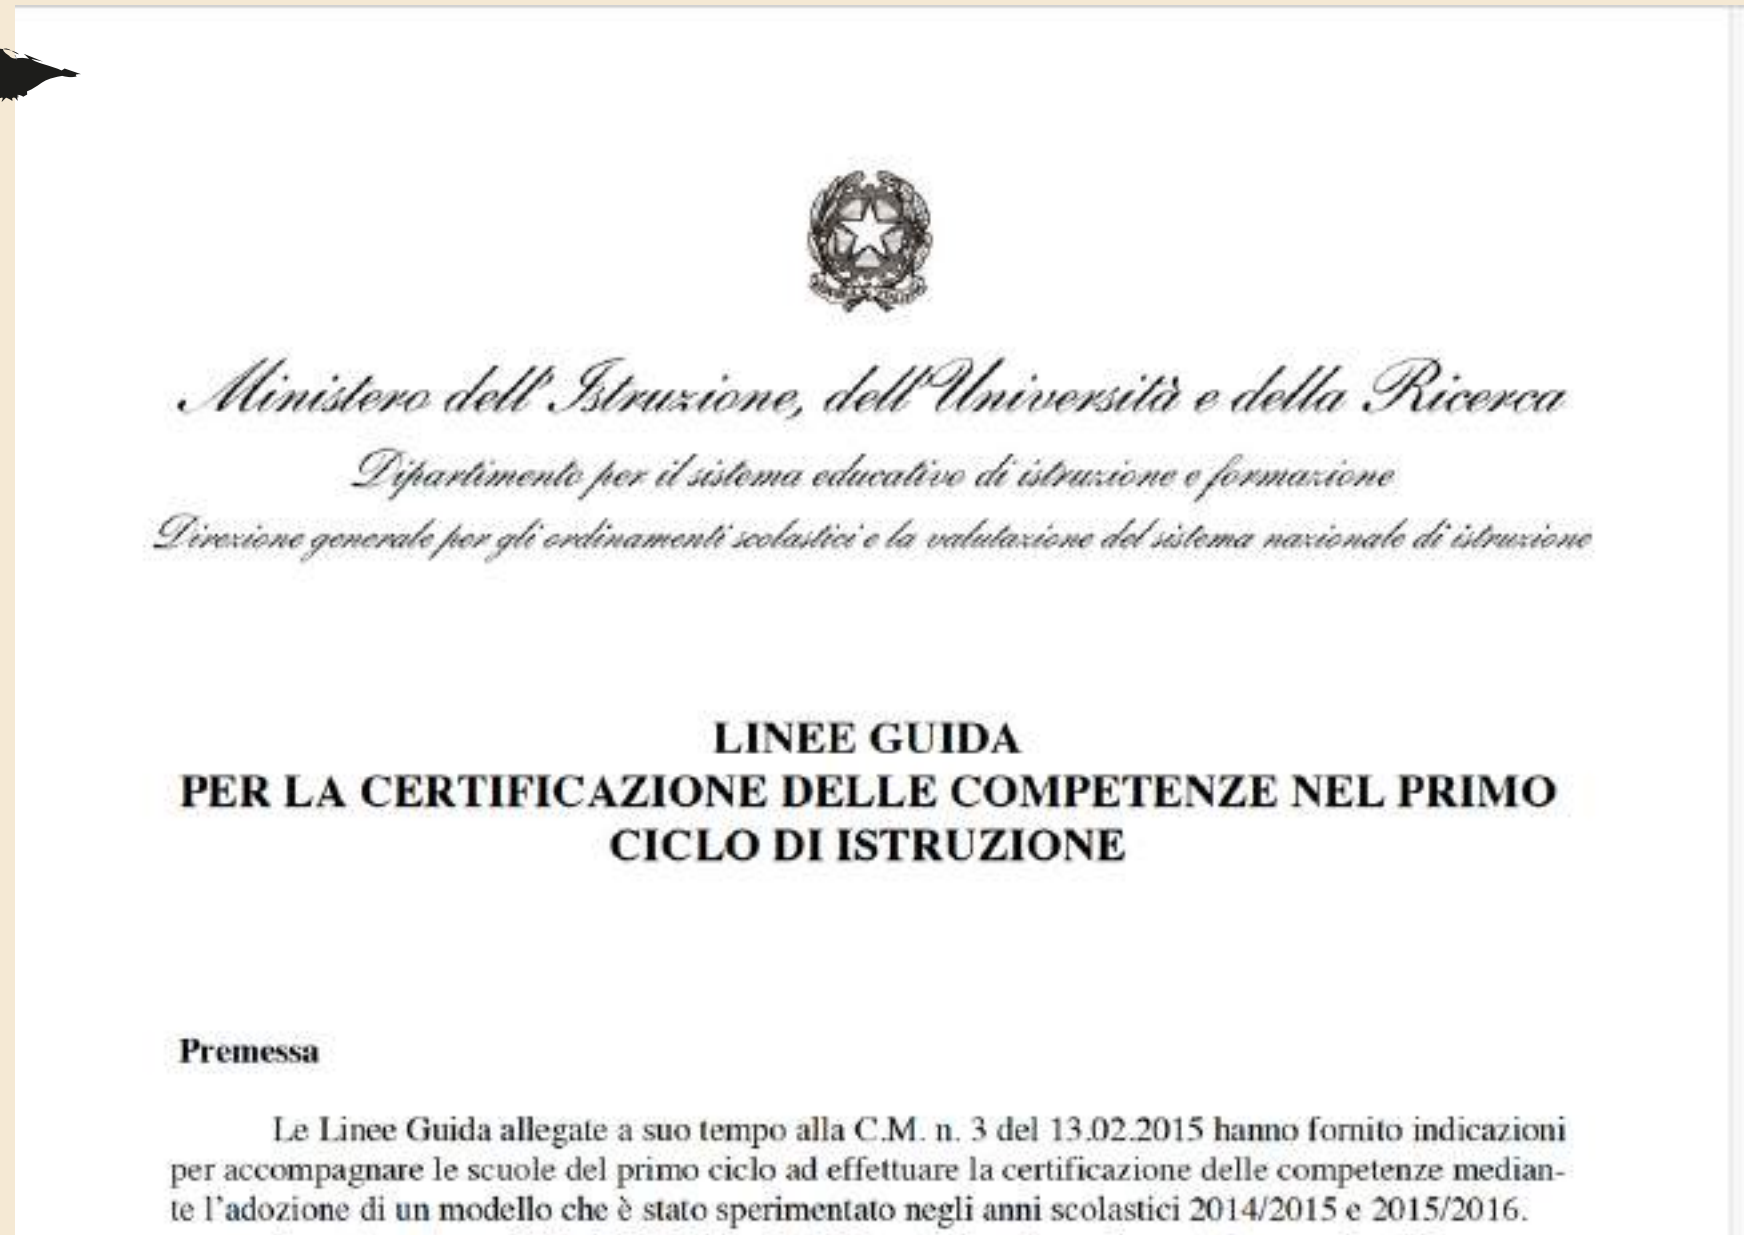 Ministero dell'Istruzione, dell'Università e della Ricerca
Dipartimento per il sistema educativo di istruzione e formazione
Direzione generale per gli ordinamenti scolastici e la valutazione del sistema nazionale di istruzione
LINEE GUIDA
PER LA CERTIFICAZIONE DELLE COMPETENZE NEL PRIMO
CICLO DI ISTRUZIONE
Premessa
Le Linee Guida allegate a suo tempo alla C.M. n. 3 del 13.02.2015 hanno fornito indicazioni
per accompagnare le scuole del primo ciclo ad effettuare la certificazione delle competenze median-
te l'adozione di un modello che è stato sperimentato negli anni scolastici 2014/2015 e 2015/2016.